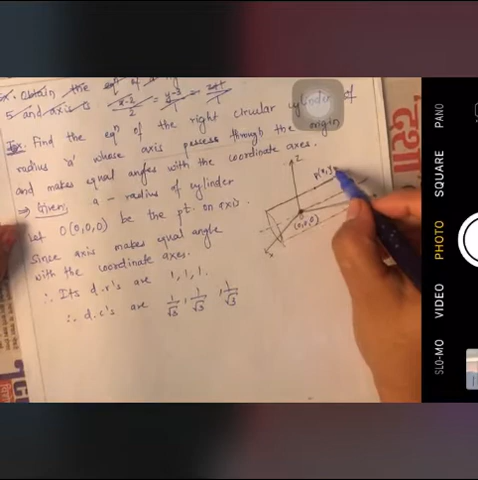 Ex. Obtain the eqn of
5 and axis is x-2/2 = y-3/1 = z+1/1
Ex. Find the eqn of the right circular cylinder of
radius 'a' whose axis passess through the origin
and makes equal angles with the coordinate axes.
⇒ Given: a - radius of cylinder
Let O(0,0,0) be the pt. on axis.
Since axis makes equal angle
with the coordinate axes.
∴ Its d.r's are 1, 1, 1.
∴ d.c's are 1/√3, 1/√3, 1/√3
Z
(0,0,0)
SLO-MO VIDEO PHOTO SQUARE PANO